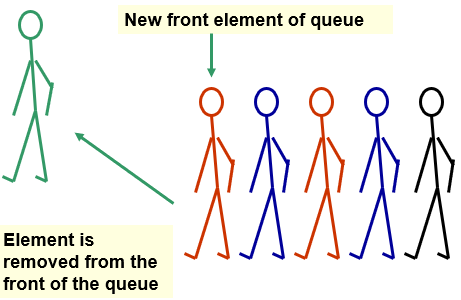 New front element of queue
Element is
removed from the
front of the queue